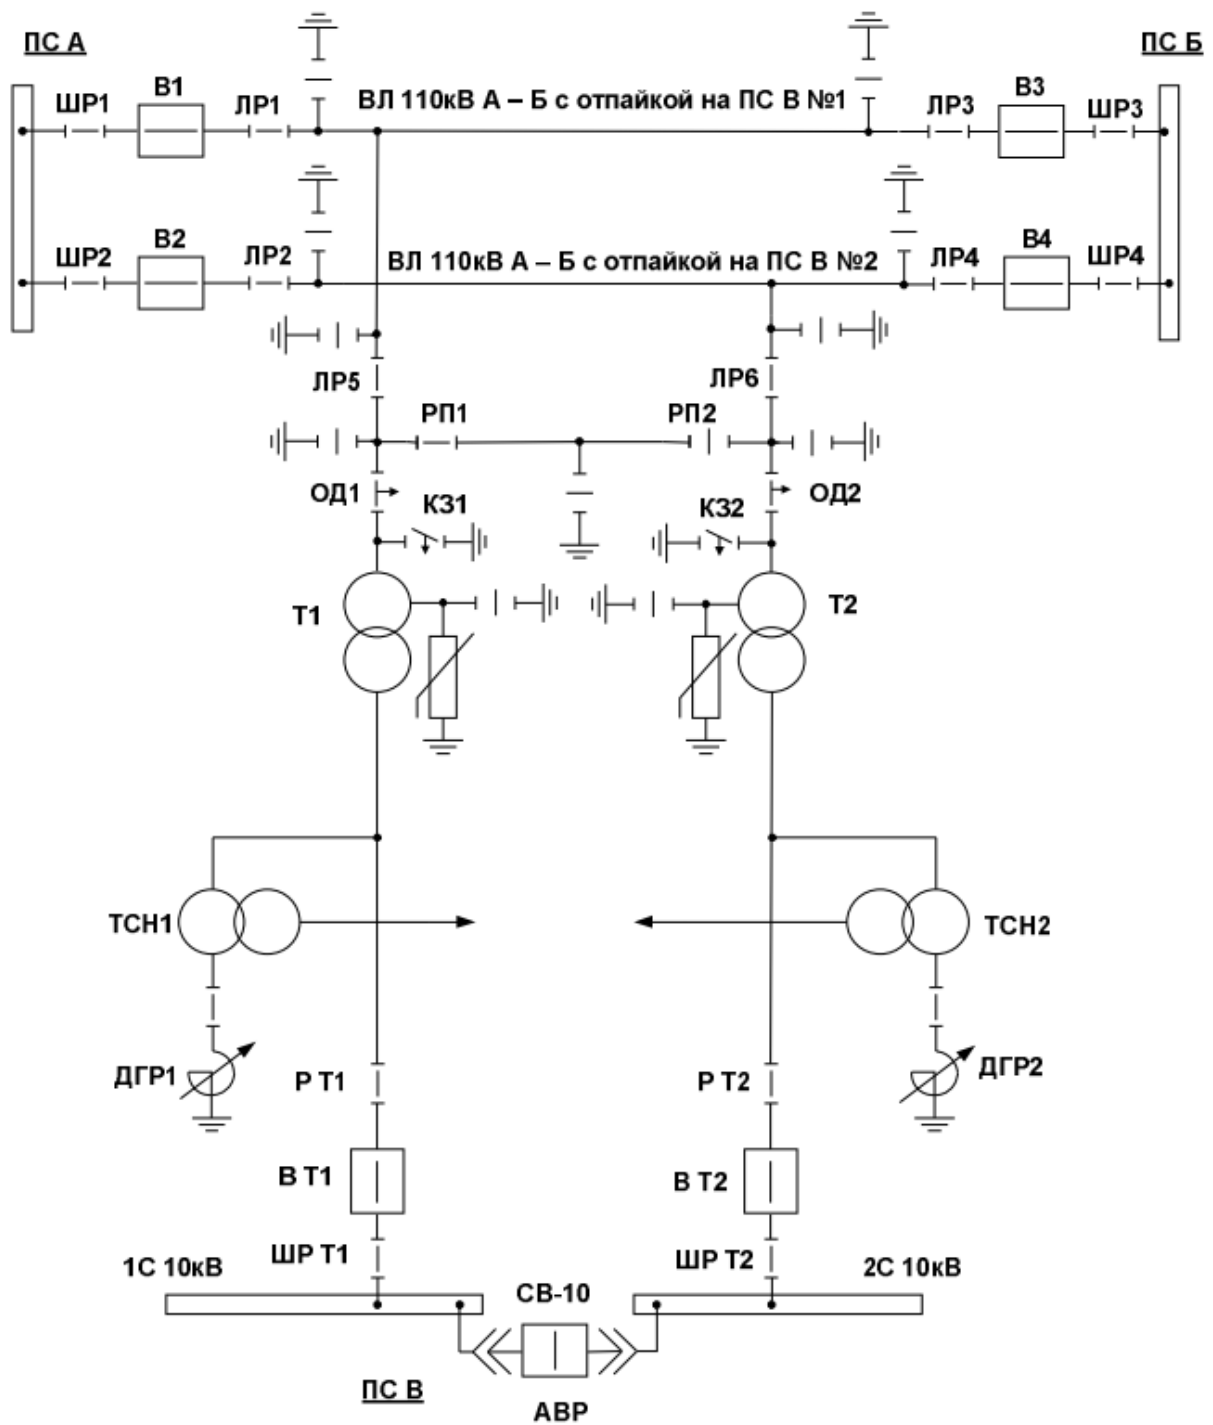 ПС А
ПС Б
ШР1
В1
ЛР1
ВЛ 110кВ А – Б с отпайкой на ПС В №1
ЛР3
В3
ШР3
ШР2
В2
ЛР2
ВЛ 110кВ А – Б с отпайкой на ПС В №2
ЛР4
В4
ШР4
ЛР5
ЛР6
РП1
РП2
ОД1
КЗ1
КЗ2
ОД2
Т1
Т2
ТСН1
ТСН2
ДГР1
Р Т1
Р Т2
ДГР2
В Т1
В Т2
1С 10кВ
ШР Т1
ШР Т2
2С 10кВ
СВ-10
ПС В
АВР